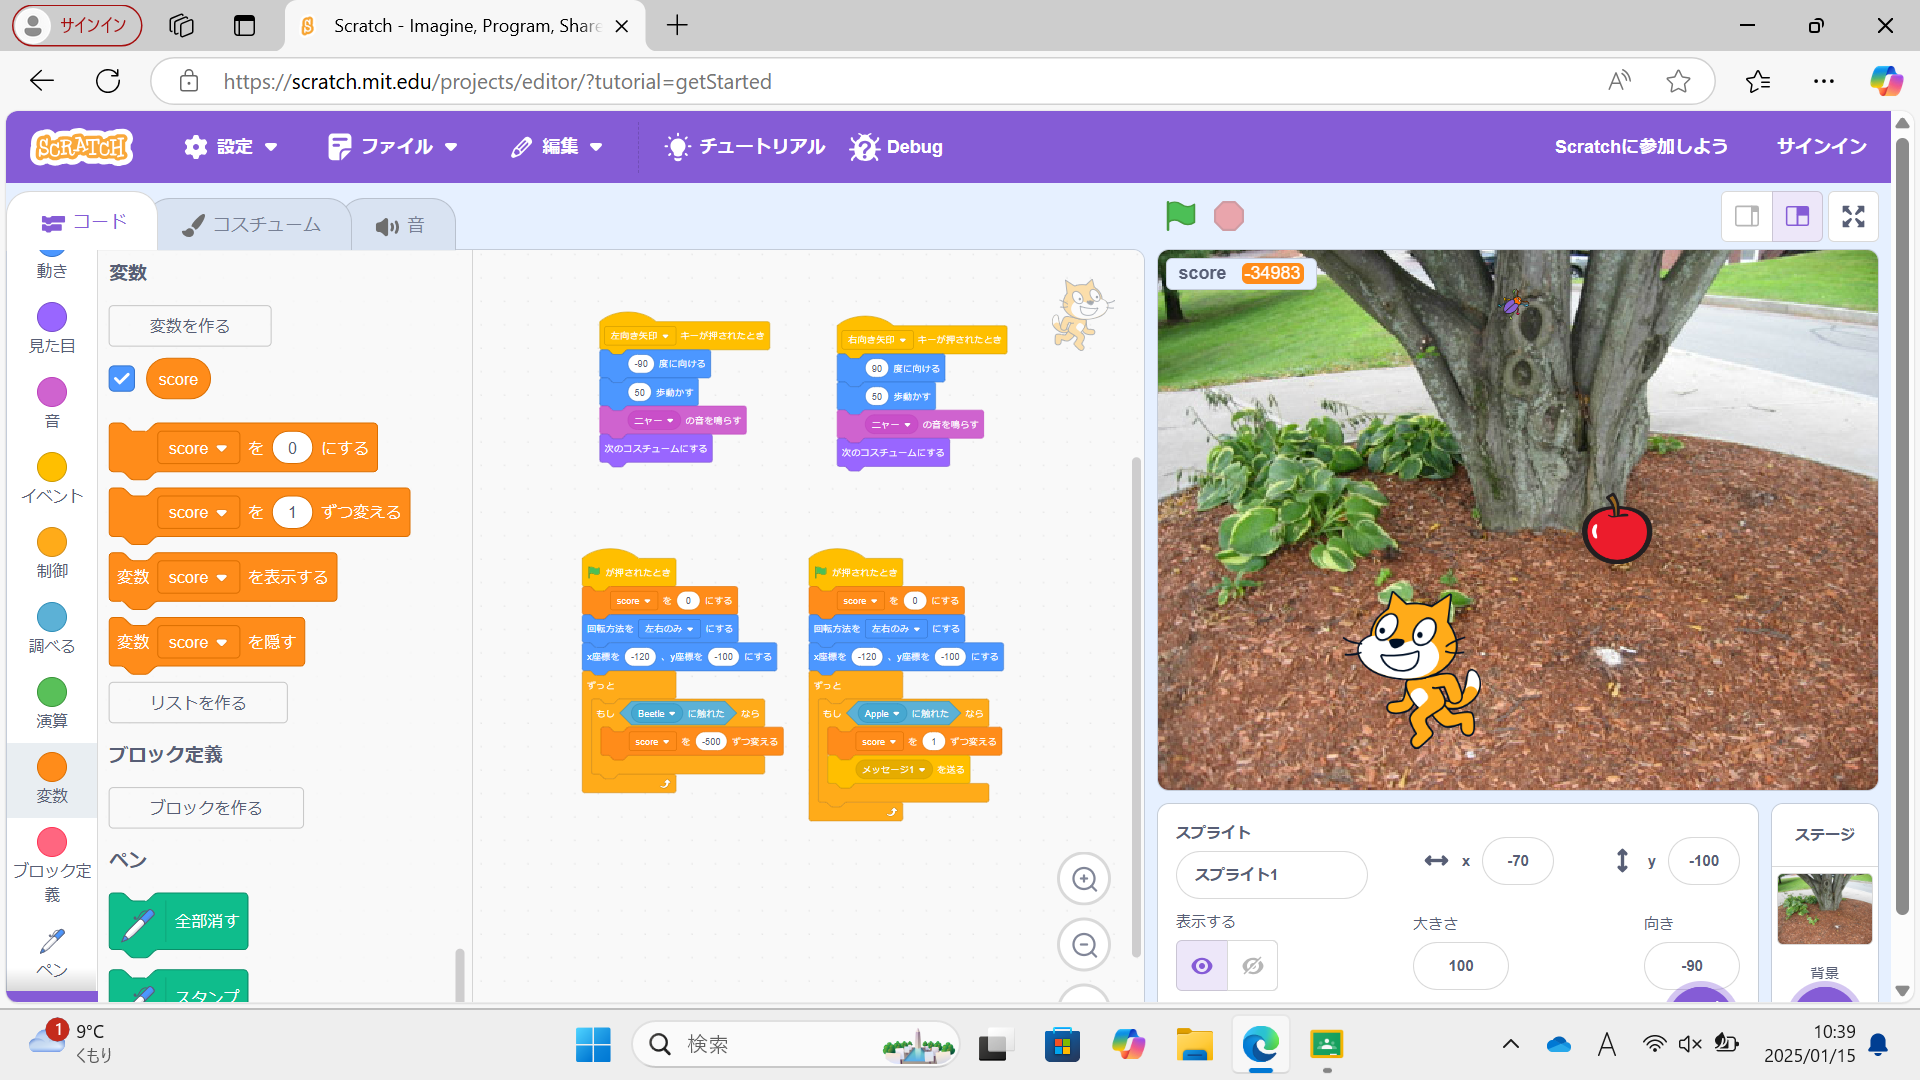 サインイン
Scratch - Imagine, Program, Share
https://scratch.mit.edu/projects/editor/?tutorial=getStarted
SCRATCH
設定
ファイル
編集
チュートリアル
Debug
Scratchに参加しよう
サインイン
コード
コスチューム
音
動き
見た目
音
イベント
制御
調べる
演算
変数
ブロック定義
ペン
変数
変数を作る
score
score を 0 にする
score を 1 ずつ変える
変数 score を表示する
変数 score を隠す
リストを作る
ブロック定義
ブロックを作る
ペン
全部消す
スタンプ
左向き矢印 キーが押されたとき
-90 度に向ける
50 歩動かす
ニャー の音を鳴らす
次のコスチュームにする
右向き矢印 キーが押されたとき
90 度に向ける
50 歩動かす
ニャー の音を鳴らす
次のコスチュームにする
が押されたとき
score を 0 にする
回転方法を 左右のみ にする
x座標を -120 、y座標を -100 にする
ずっと
もし Beetle に触れた なら
score を -500 ずつ変える
が押されたとき
score を 0 にする
回転方法を 左右のみ にする
x座標を -120 、y座標を -100 にする
ずっと
もし Apple に触れた なら
score を 1 ずつ変える
メッセージ1 を送る
score -34983
スプライト
スプライト1
x -70
y -100
表示する
大きさ 100
向き -90
ステージ
背景
1
9°C
くもり
検索
A
10:39
2025/01/15